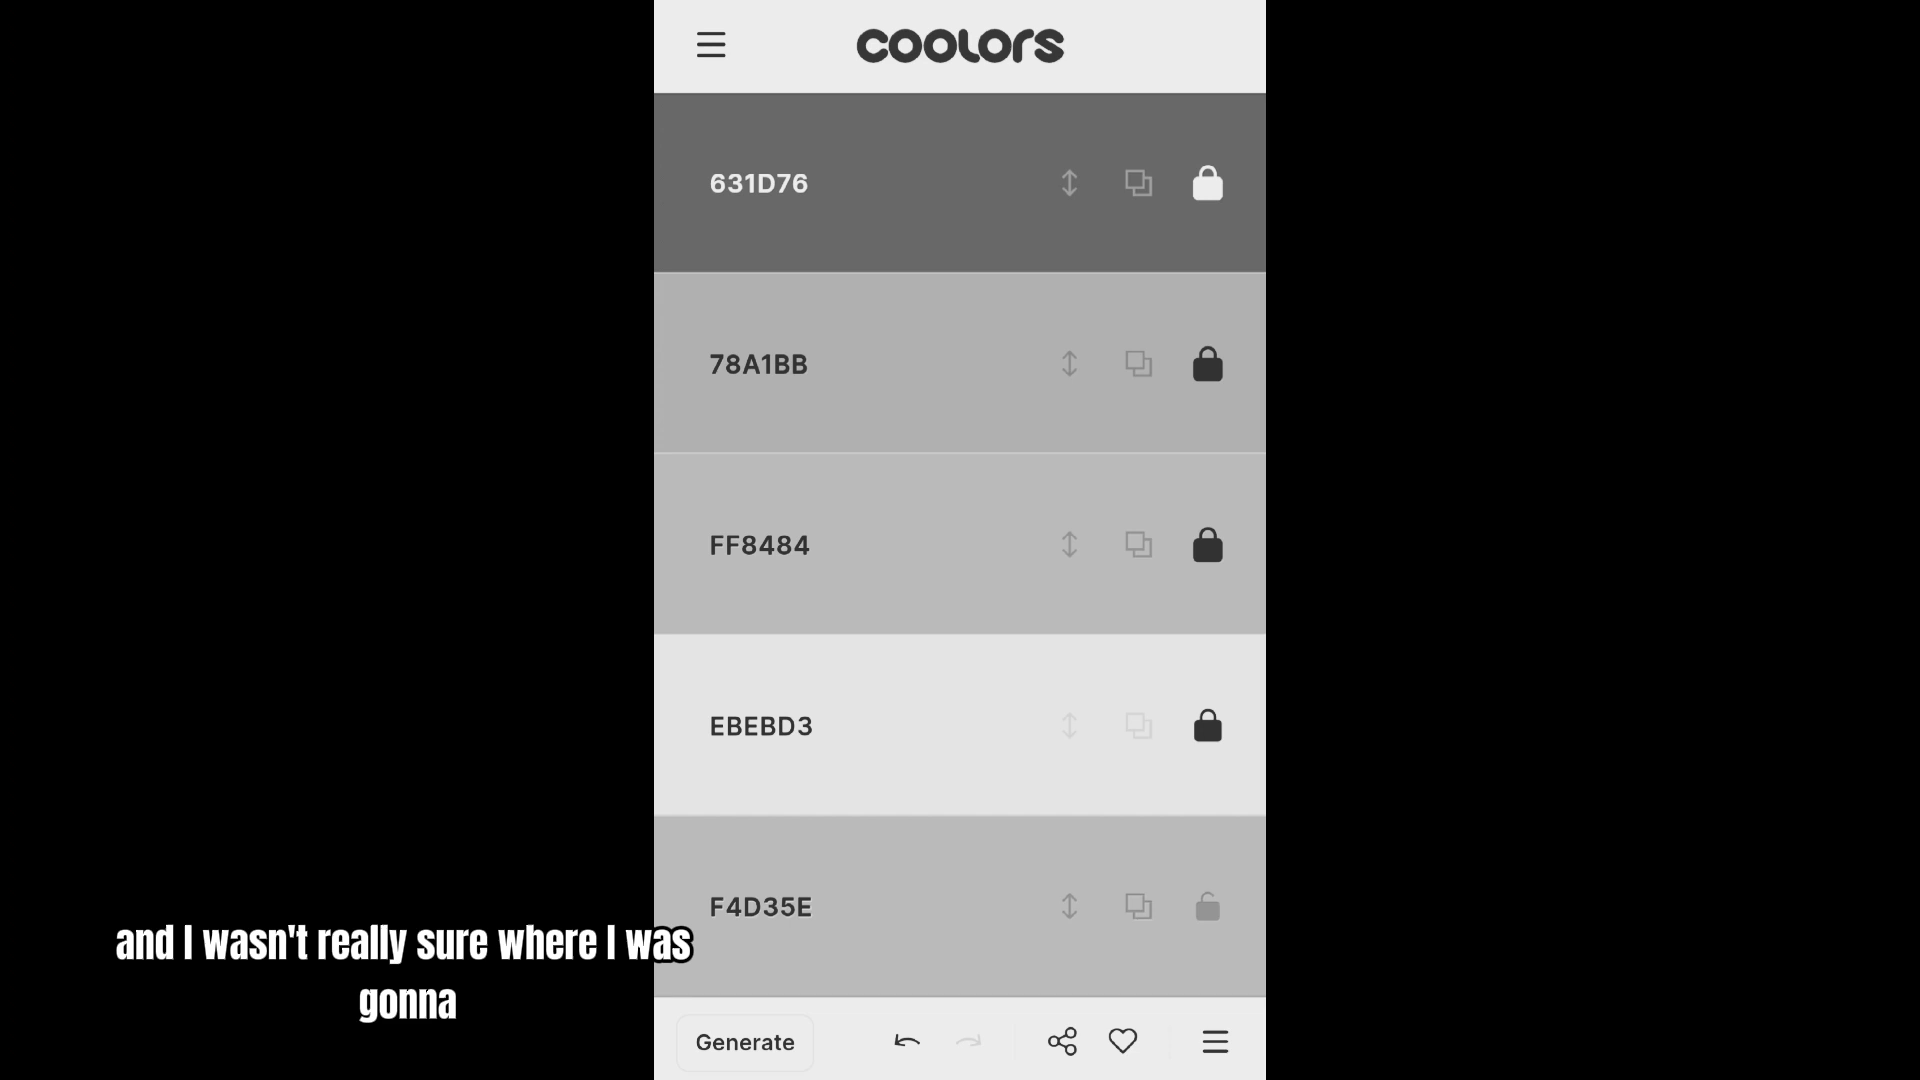 coolors
631D76
78A1BB
FF8484
EBEBD3
F4D35E
and I wasn't really sure where I was
gonna
Generate